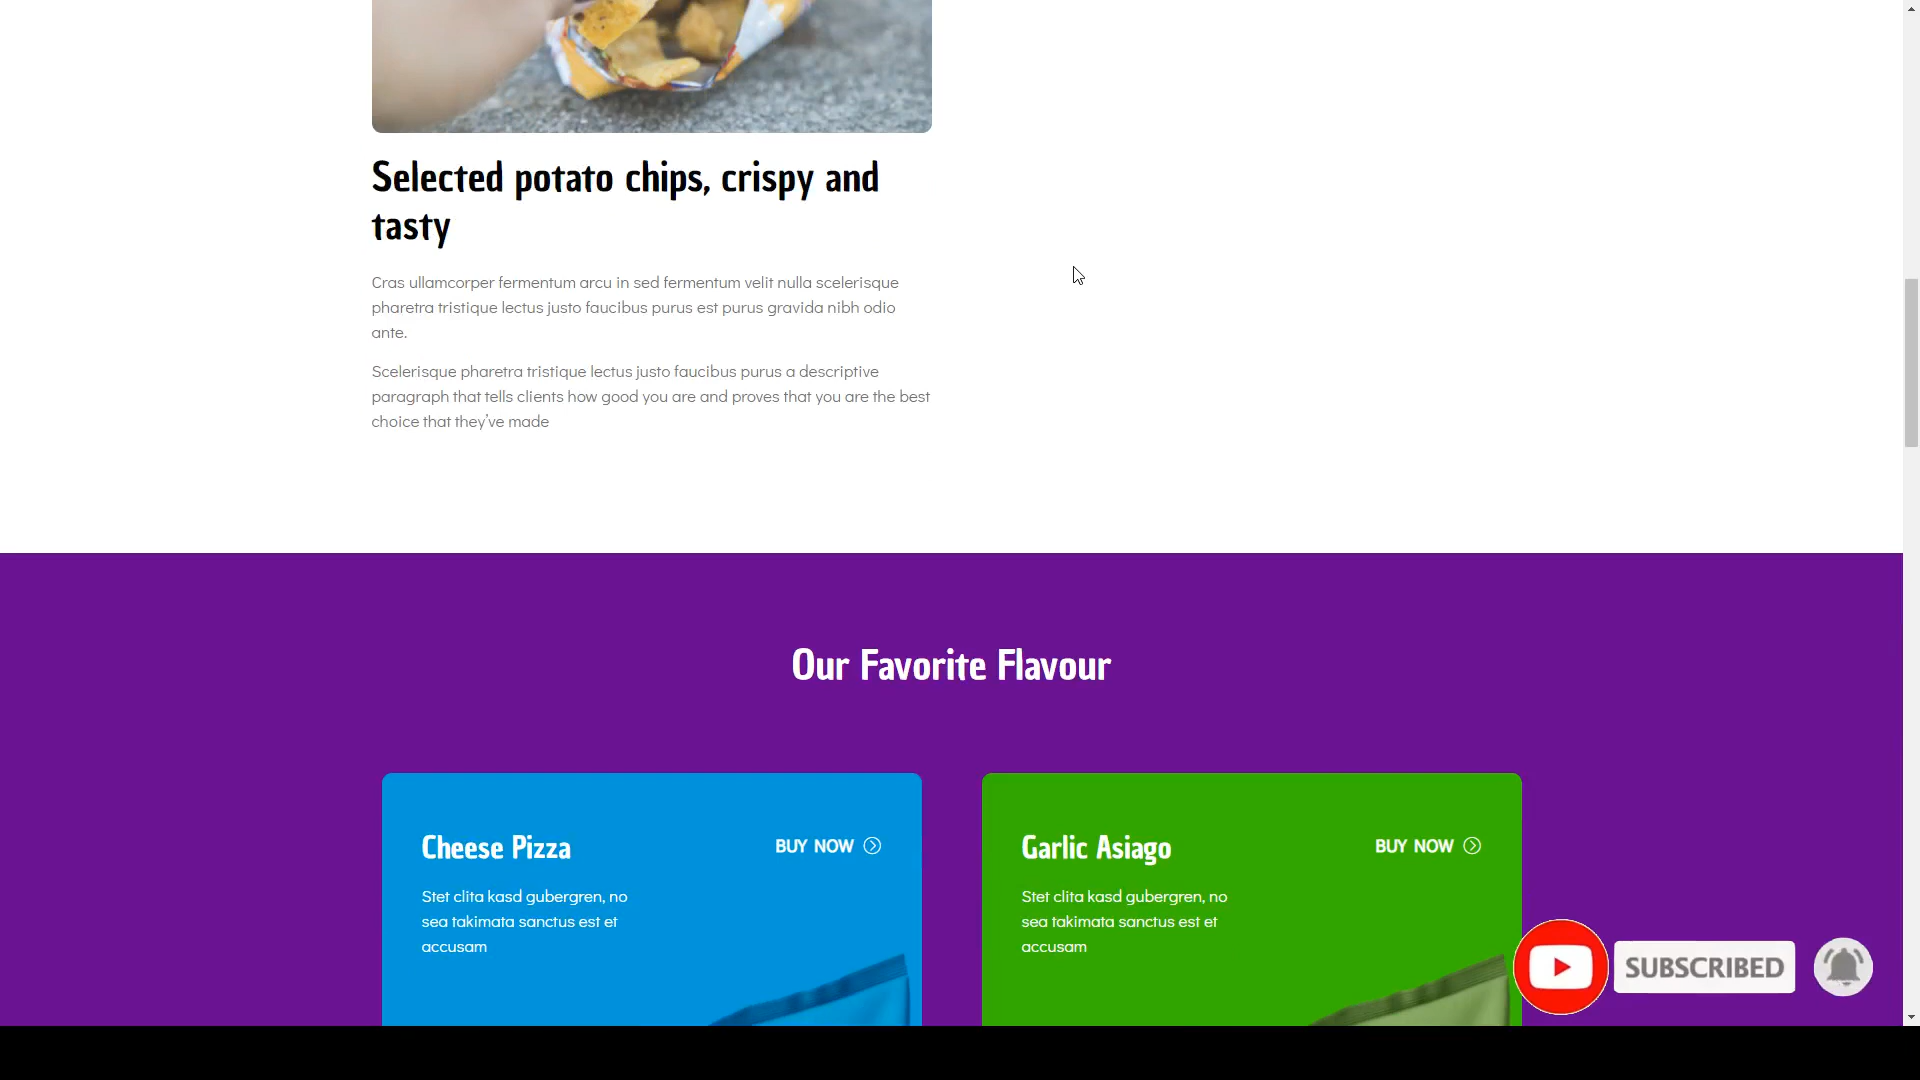 Selected potato chips, crispy and
tasty
Cras ullamcorper fermentum arcu in sed fermentum velit nulla scelerisque
pharetra tristique lectus justo faucibus purus est purus gravida nibh odio
ante.
Scelerisque pharetra tristique lectus justo faucibus purus a descriptive
paragraph that tells clients how good you are and proves that you are the best
choice that they've made
Our Favorite Flavour
Cheese Pizza
BUY NOW
Stet clita kasd gubergren, no
sea takimata sanctus est et
accusam
Garlic Asiago
BUY NOW
Stet clita kasd gubergren, no
sea takimata sanctus est et
accusam
SUBSCRIBED